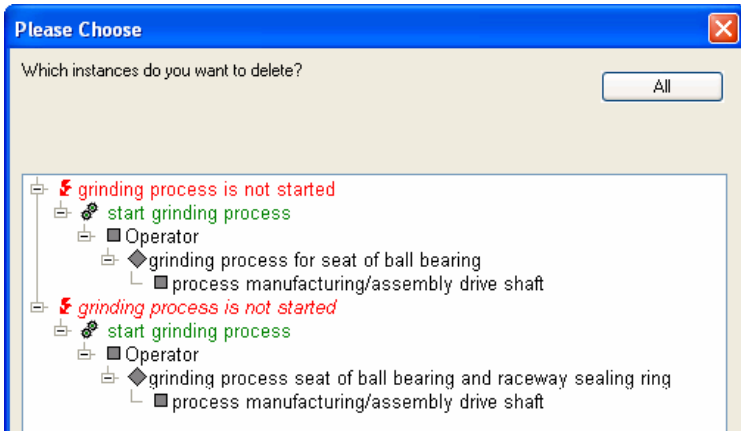 Please Choose
Which instances do you want to delete?
All
grinding process is not started
start grinding process
Operator
grinding process for seat of ball bearing
process manufacturing/assembly drive shaft
grinding process is not started
start grinding process
Operator
grinding process seat of ball bearing and raceway sealing ring
process manufacturing/assembly drive shaft